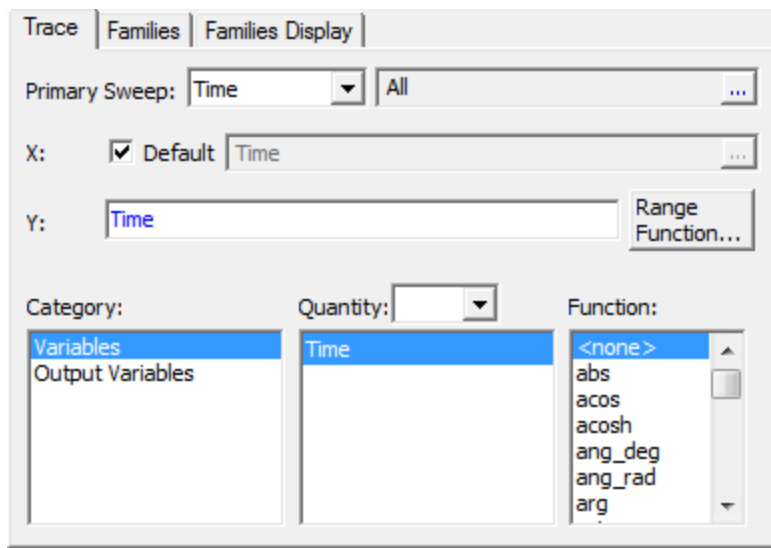 Trace Families Families Display
Primary Sweep: Time All ...
X: Default Time ...
Y: Time Range Function...
Category: Quantity: Function:
Variables Time <none>
Output Variables abs
acos
acosh
ang_deg
ang_rad
arg